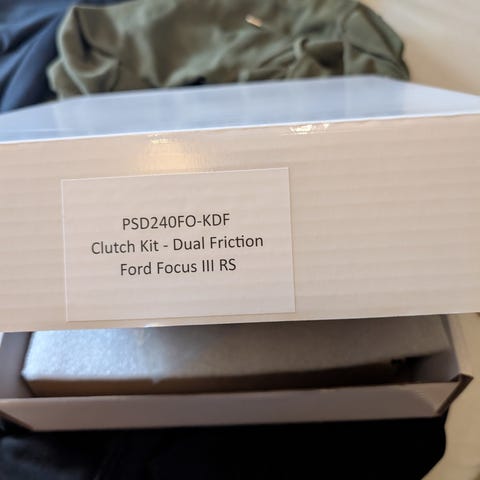 PSD240FO-KDF
Clutch Kit - Dual Friction
Ford Focus III RS